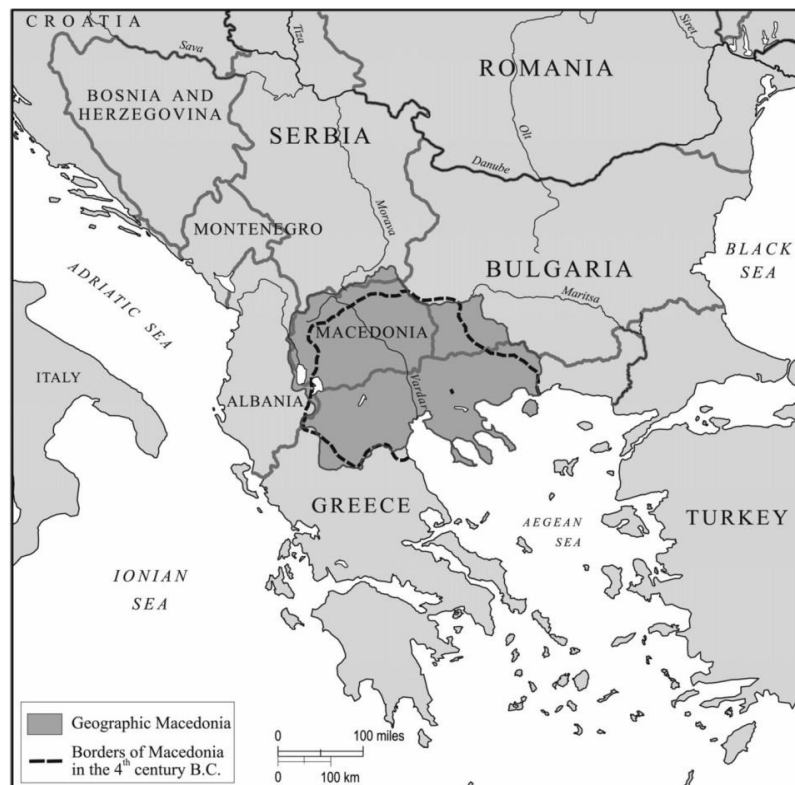 CROATIA
Sava
Tiza
Siret
ROMANIA
BOSNIA AND
HERZEGOVINA
SERBIA
Olt
Danube
Morava
MONTENEGRO
BULGARIA
BLACK
SEA
Maritsa
ADRIATIC SEA
MACEDONIA
ITALY
Vardar
ALBANIA
GREECE
AEGEAN
SEA
TURKEY
IONIAN
SEA
Geographic Macedonia
Borders of Macedonia
in the 4th century B.C.
0 100 miles
0 100 km